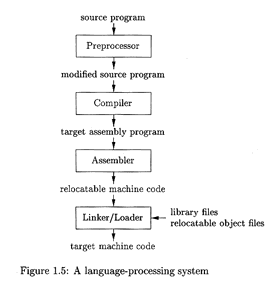 source program
Preprocessor
modified source program
Compiler
target assembly program
Assembler
relocatable machine code
Linker/Loader
library files
relocatable object files
target machine code
Figure 1.5: A language-processing system